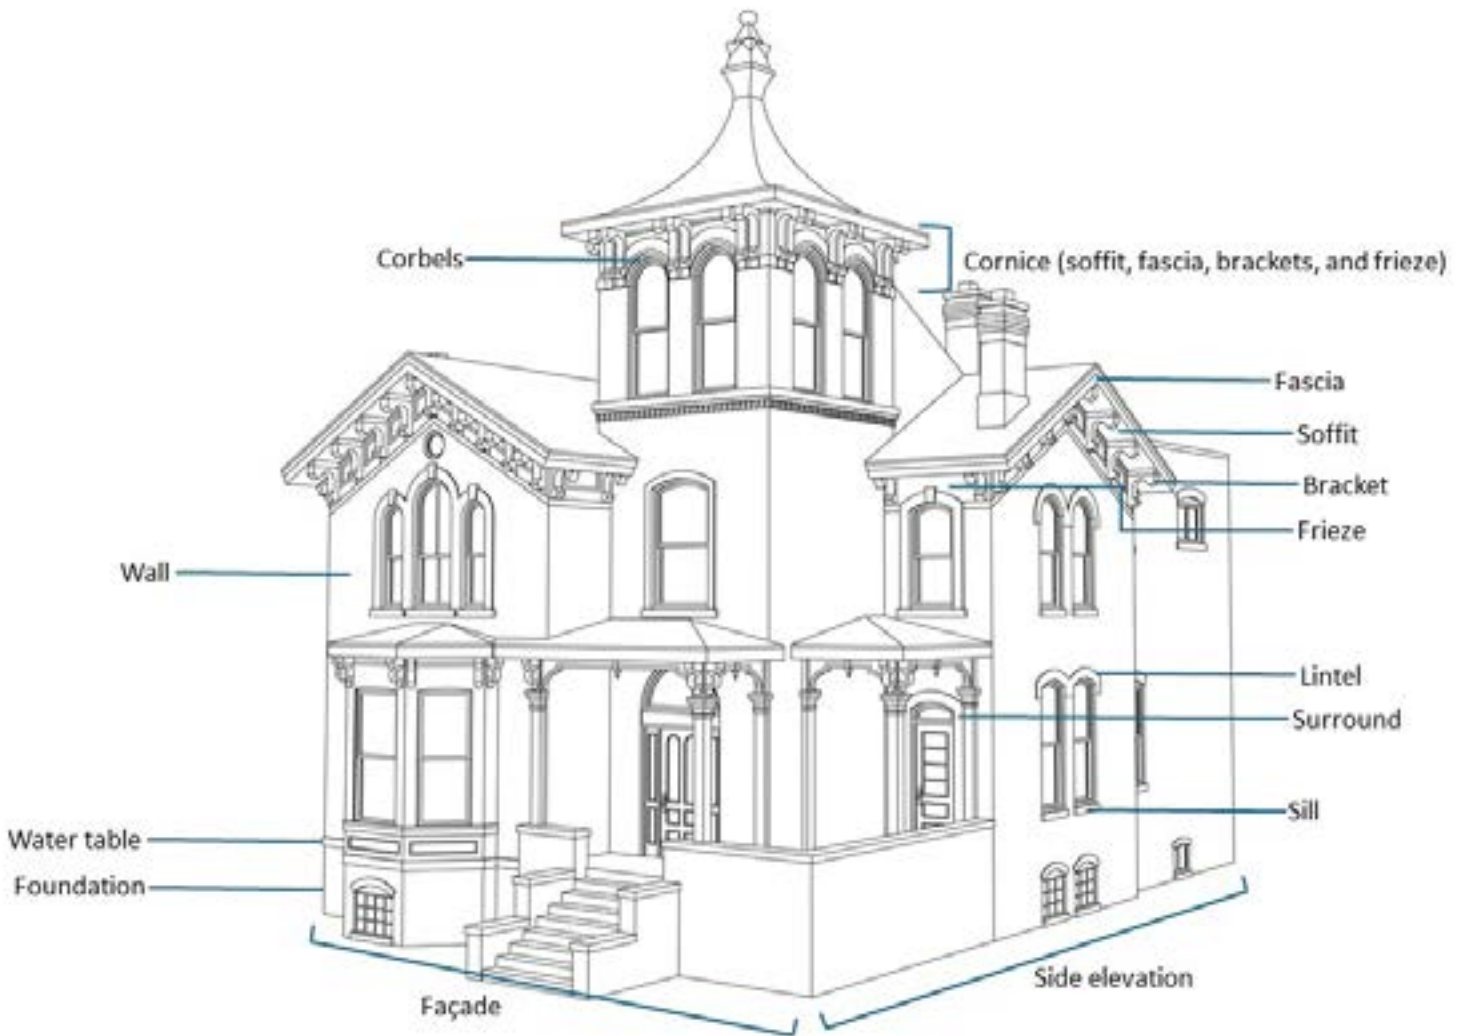 Corbels
Cornice (soffit, fascia, brackets, and frieze)
Fascia
Soffit
Bracket
Frieze
Wall
Lintel
Surround
Sill
Water table
Foundation
Side elevation
Façade